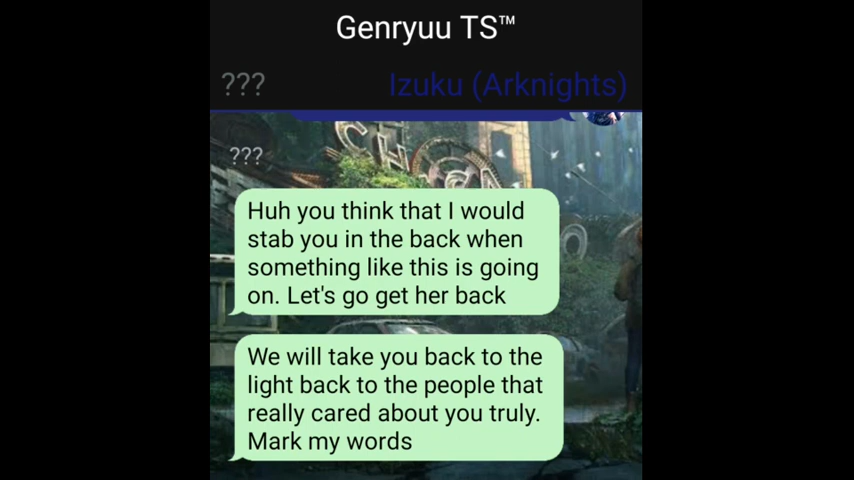 Genryuu TS™
??? Izuku (Arknights)
???
Huh you think that I would
stab you in the back when
something like this is going
on. Let's go get her back
We will take you back to the
light back to the people that
really cared about you truly.
Mark my words